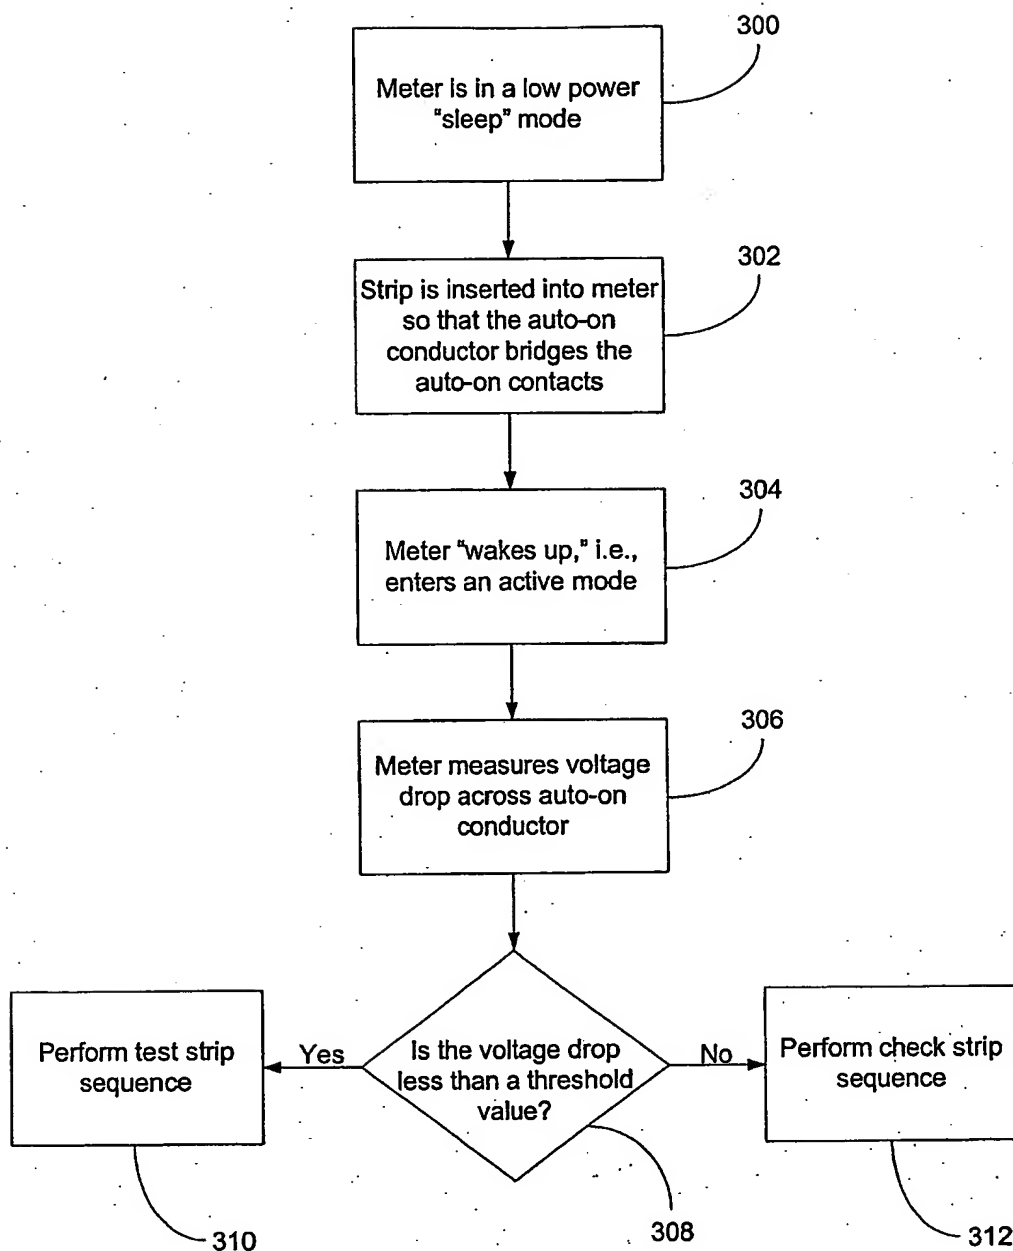 300
Meter is in a low power
"sleep" mode
302
Strip is inserted into meter
so that the auto-on
conductor bridges the
auto-on contacts
304
Meter "wakes up," i.e.,
enters an active mode
306
Meter measures voltage
drop across auto-on
conductor
Is the voltage drop
less than a threshold
value?
Yes
No
Perform test strip
sequence
Perform check strip
sequence
310
308
312